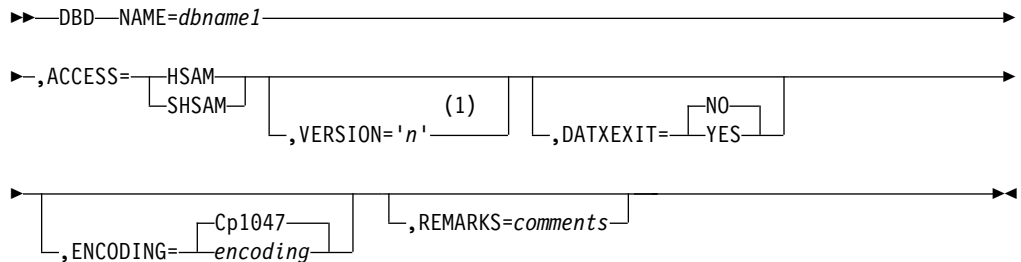 DBD NAME=dbname1
,ACCESS= HSAM
SHSAM
(1)
,VERSION='n'
NO
,DATXEXIT= YES
Cp1047
,ENCODING= encoding
,REMARKS=comments